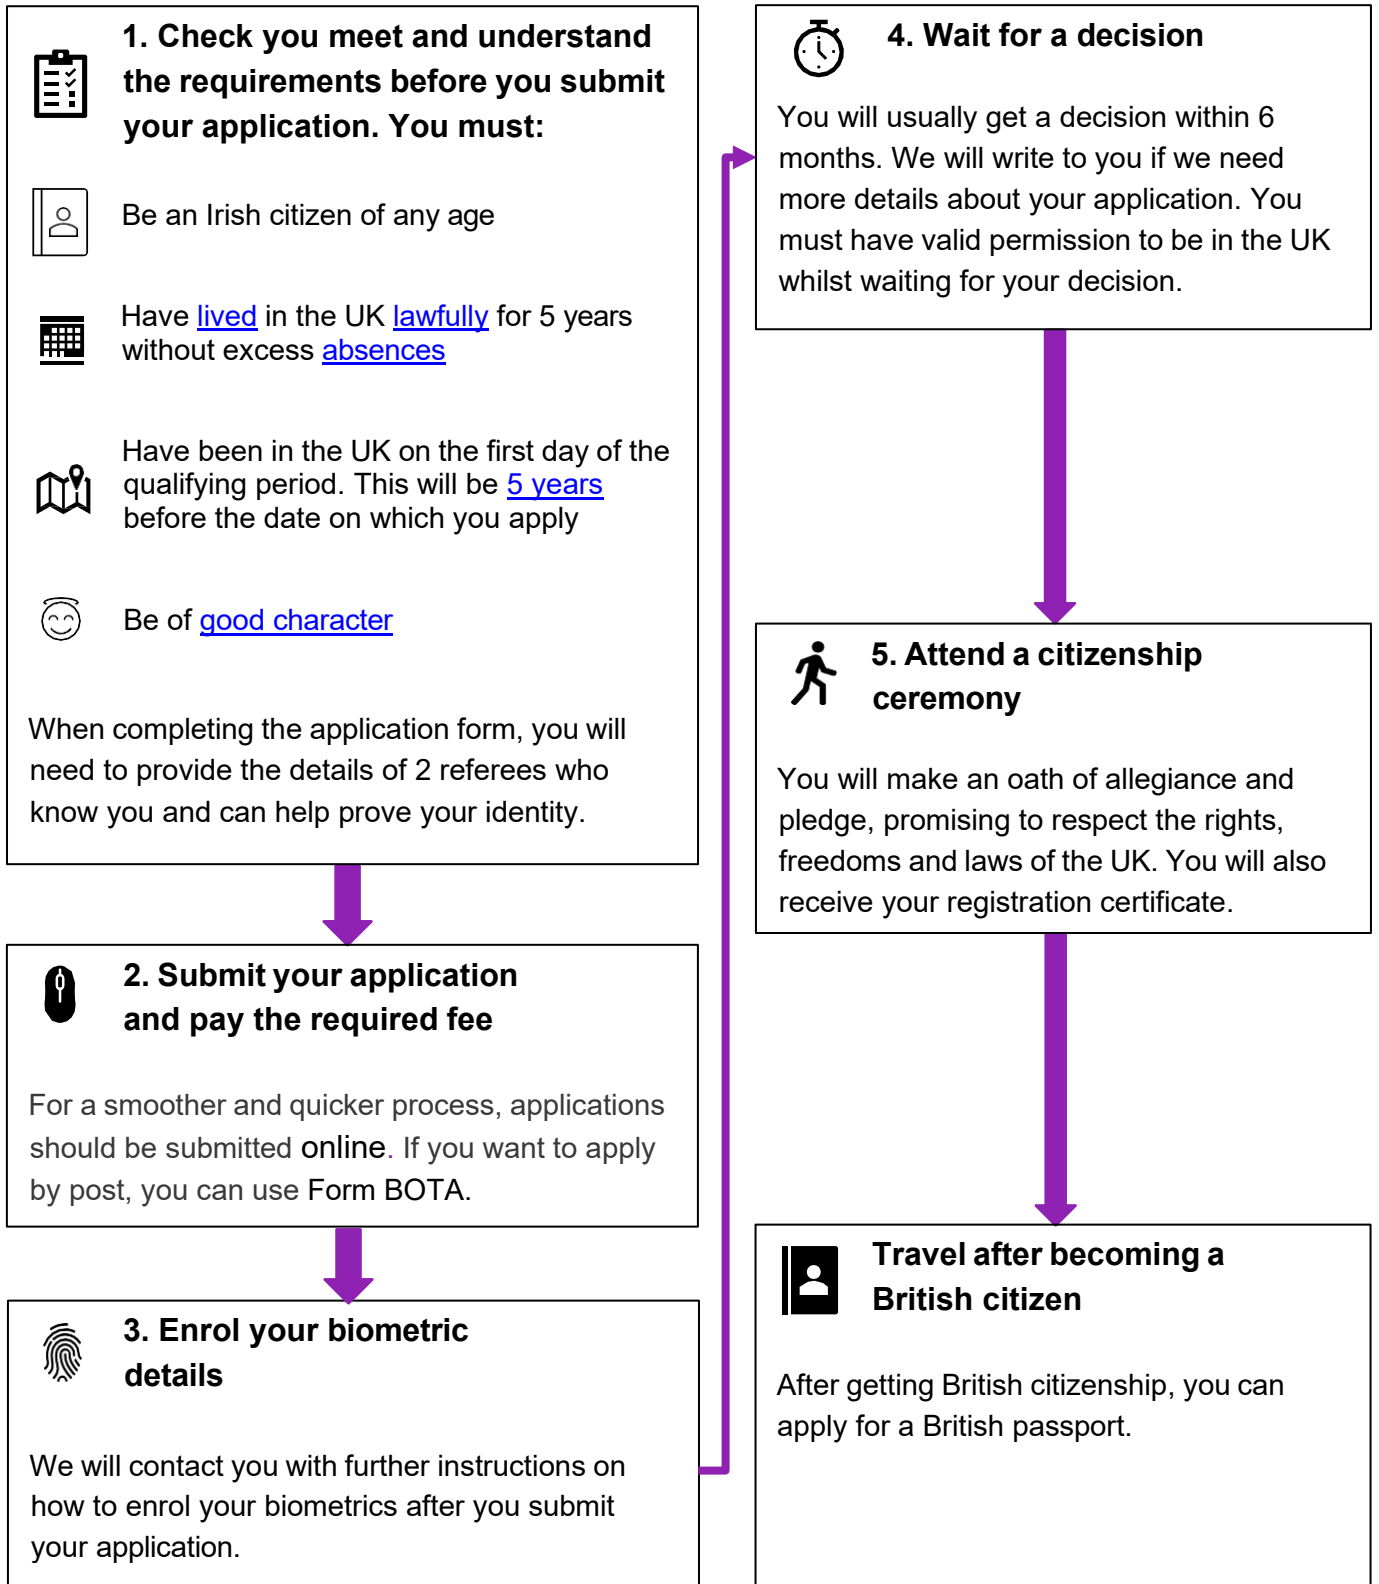 1. Check you meet and understand
the requirements before you submit
your application. You must:
Be an Irish citizen of any age
Have lived in the UK lawfully for 5 years
without excess absences
Have been in the UK on the first day of the
qualifying period. This will be 5 years
before the date on which you apply
Be of good character
When completing the application form, you will
need to provide the details of 2 referees who
know you and can help prove your identity.
2. Submit your application
and pay the required fee
For a smoother and quicker process, applications
should be submitted online. If you want to apply
by post, you can use Form BOTA.
3. Enrol your biometric
details
We will contact you with further instructions on
how to enrol your biometrics after you submit
your application.
4. Wait for a decision
You will usually get a decision within 6
months. We will write to you if we need
more details about your application. You
must have valid permission to be in the UK
whilst waiting for your decision.
5. Attend a citizenship
ceremony
You will make an oath of allegiance and
pledge, promising to respect the rights,
freedoms and laws of the UK. You will also
receive your registration certificate.
Travel after becoming a
British citizen
After getting British citizenship, you can
apply for a British passport.